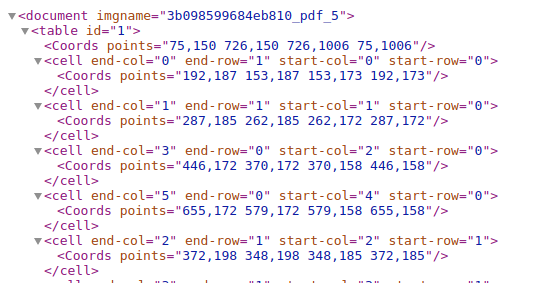 ▼<document imgname="3b098599684eb810_pdf_5">
▼<table id="1">
<Coords points="75,150 726,150 726,1006 75,1006"/>
▼<cell end-col="0" end-row="1" start-col="0" start-row="0">
<Coords points="192,187 153,187 153,173 192,173"/>
</cell>
▼<cell end-col="1" end-row="1" start-col="1" start-row="0">
<Coords points="287,185 262,185 262,172 287,172"/>
</cell>
▼<cell end-col="3" end-row="0" start-col="2" start-row="0">
<Coords points="446,172 370,172 370,158 446,158"/>
</cell>
▼<cell end-col="5" end-row="0" start-col="4" start-row="0">
<Coords points="655,172 579,172 579,158 655,158"/>
</cell>
▼<cell end-col="2" end-row="1" start-col="2" start-row="1">
<Coords points="372,198 348,198 348,185 372,185"/>
</cell>